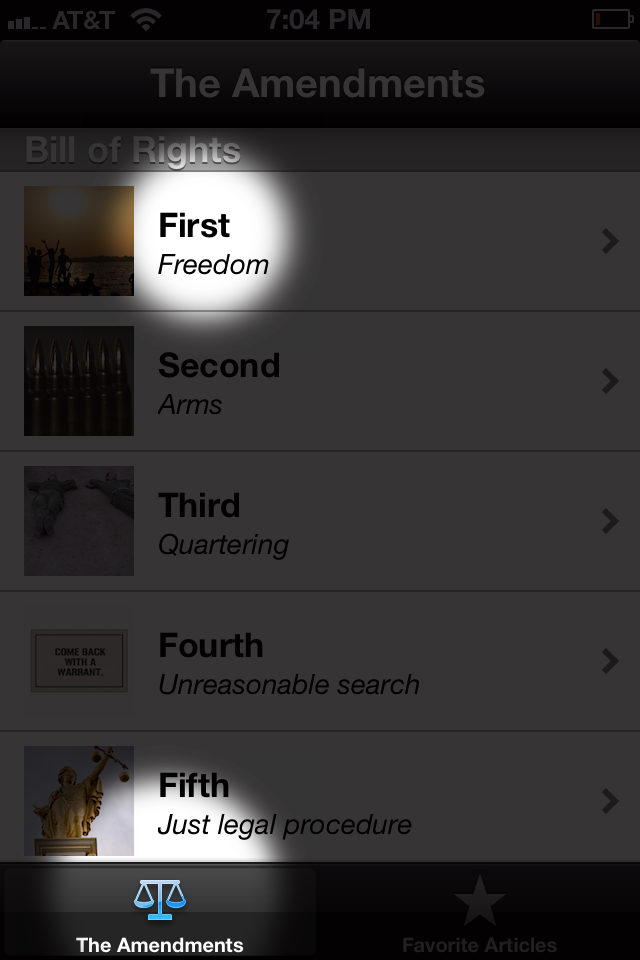 AT&T 7:04 PM
The Amendments
Bill of Rights
First
Freedom
Second
Arms
Third
Quartering
COME BACK
WITH A
WARRANT.
Fourth
Unreasonable search
Fifth
Just legal procedure
The Amendments Favorite Articles